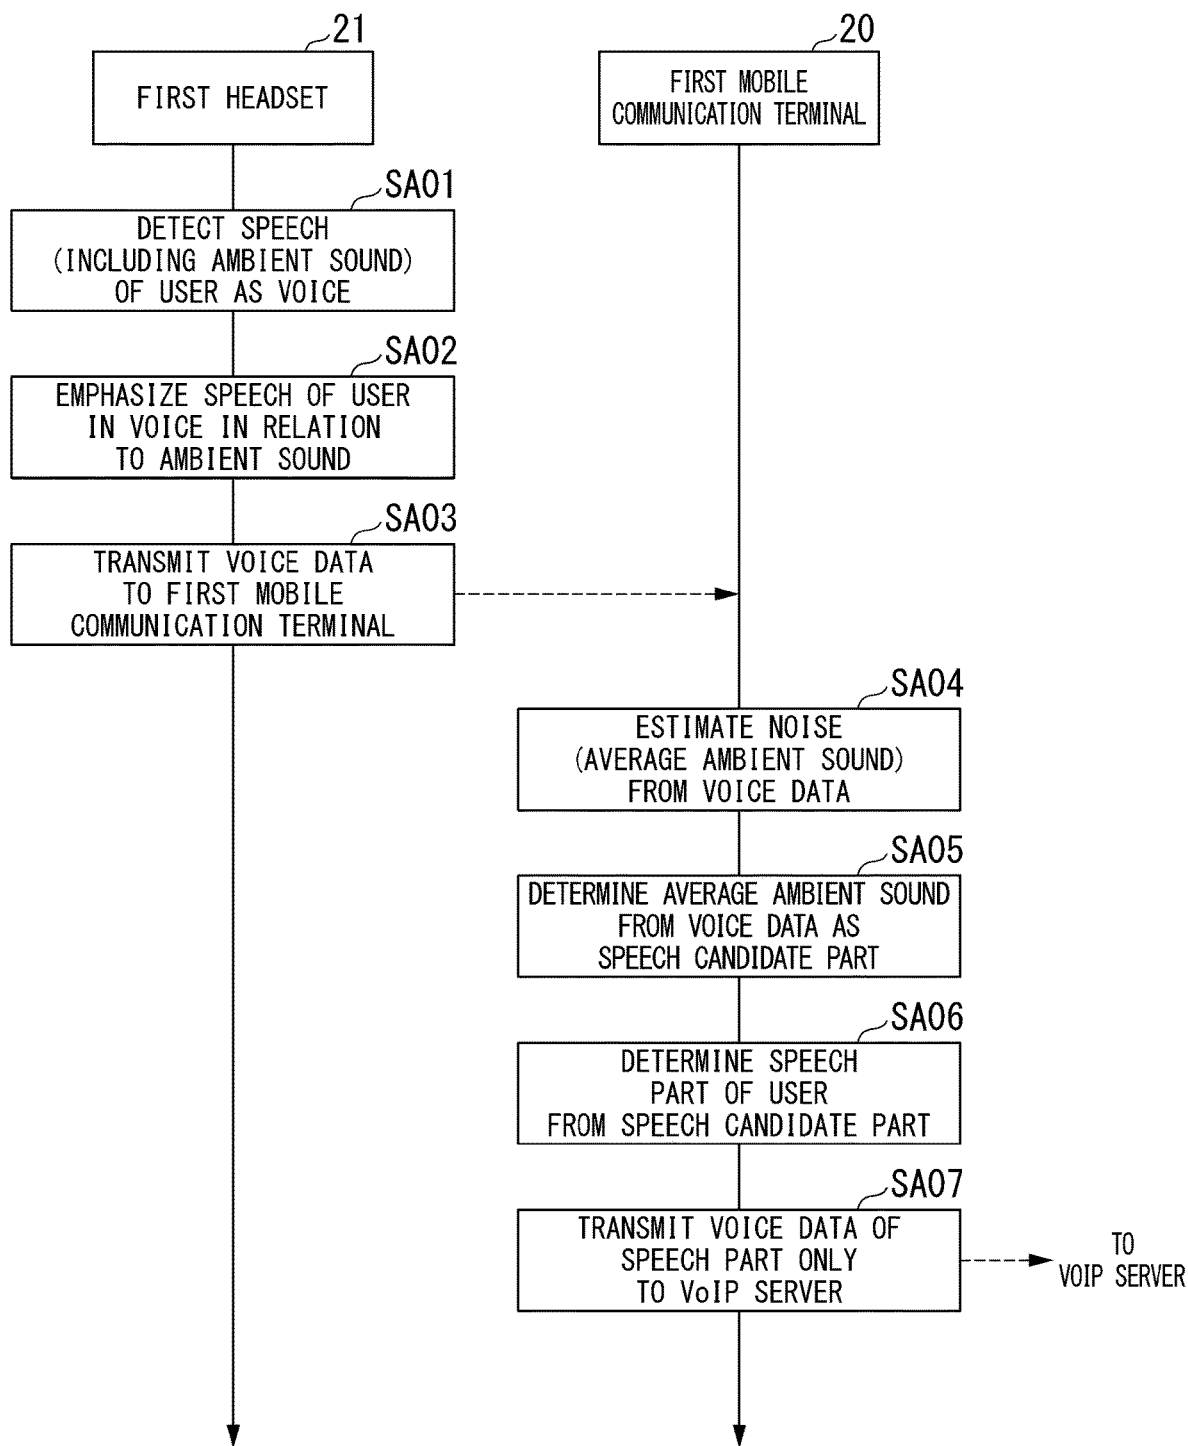 21
FIRST HEADSET
20
FIRST MOBILE
COMMUNICATION TERMINAL
SA01
DETECT SPEECH
(INCLUDING AMBIENT SOUND)
OF USER AS VOICE
SA02
EMPHASIZE SPEECH OF USER
IN VOICE IN RELATION
TO AMBIENT SOUND
SA03
TRANSMIT VOICE DATA
TO FIRST MOBILE
COMMUNICATION TERMINAL
SA04
ESTIMATE NOISE
(AVERAGE AMBIENT SOUND)
FROM VOICE DATA
SA05
DETERMINE AVERAGE AMBIENT SOUND
FROM VOICE DATA AS
SPEECH CANDIDATE PART
SA06
DETERMINE SPEECH
PART OF USER
FROM SPEECH CANDIDATE PART
SA07
TRANSMIT VOICE DATA OF
SPEECH PART ONLY
TO VoIP SERVER
TO
VOIP SERVER